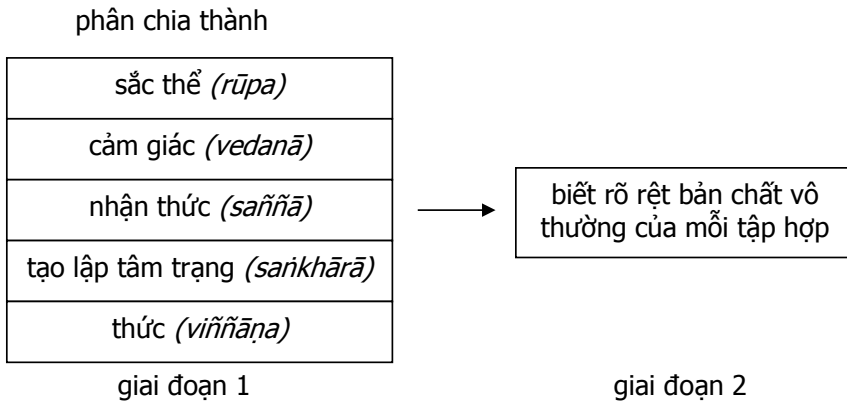 phân chia thành
sắc thể (rūpa)
cảm giác (vedanā)
nhận thức (saññā)
tạo lập tâm trạng (saṅkhārā)
thức (viññāṇa)
giai đoạn 1
biết rõ rệt bản chất vô
thường của mỗi tập hợp
giai đoạn 2